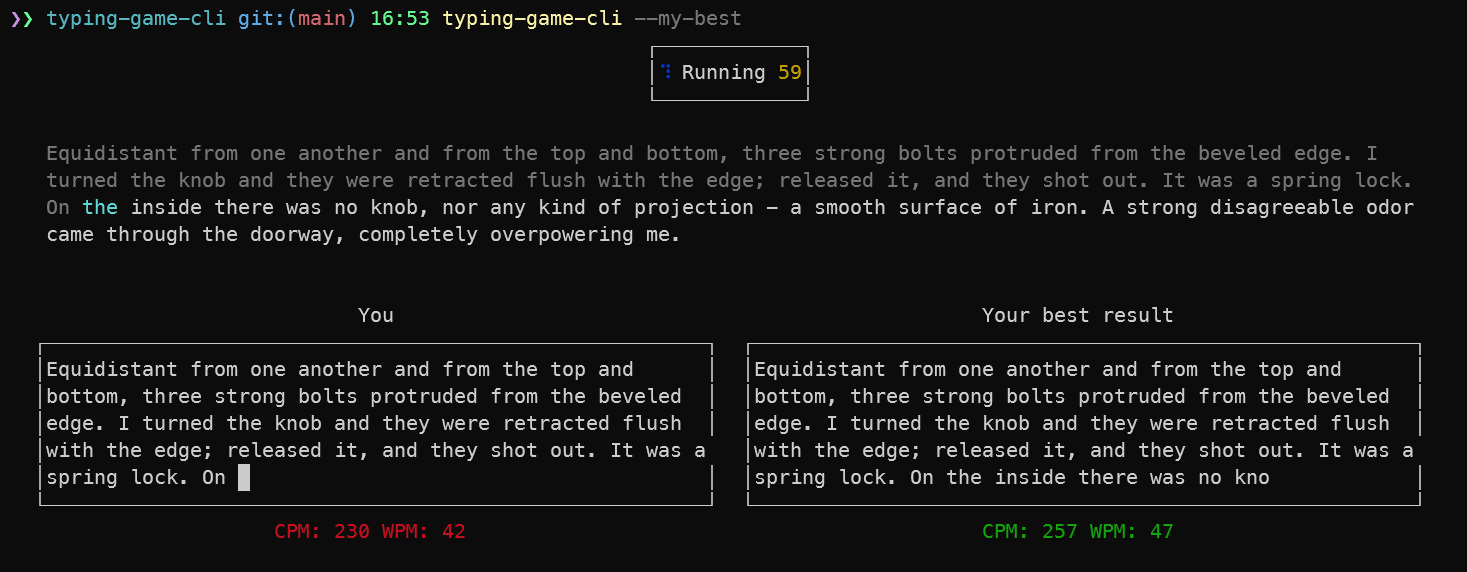 ❯❯ typing-game-cli git:(main) 16:53 typing-game-cli --my-best
⠹ Running 59
Equidistant from one another and from the top and bottom, three strong bolts protruded from the beveled edge. I
turned the knob and they were retracted flush with the edge; released it, and they shot out. It was a spring lock.
On the inside there was no knob, nor any kind of projection – a smooth surface of iron. A strong disagreeable odor
came through the doorway, completely overpowering me.
You
Equidistant from one another and from the top and
bottom, three strong bolts protruded from the beveled
edge. I turned the knob and they were retracted flush
with the edge; released it, and they shot out. It was a
spring lock. On
CPM: 230 WPM: 42
Your best result
Equidistant from one another and from the top and
bottom, three strong bolts protruded from the beveled
edge. I turned the knob and they were retracted flush
with the edge; released it, and they shot out. It was a
spring lock. On the inside there was no kno
CPM: 257 WPM: 47